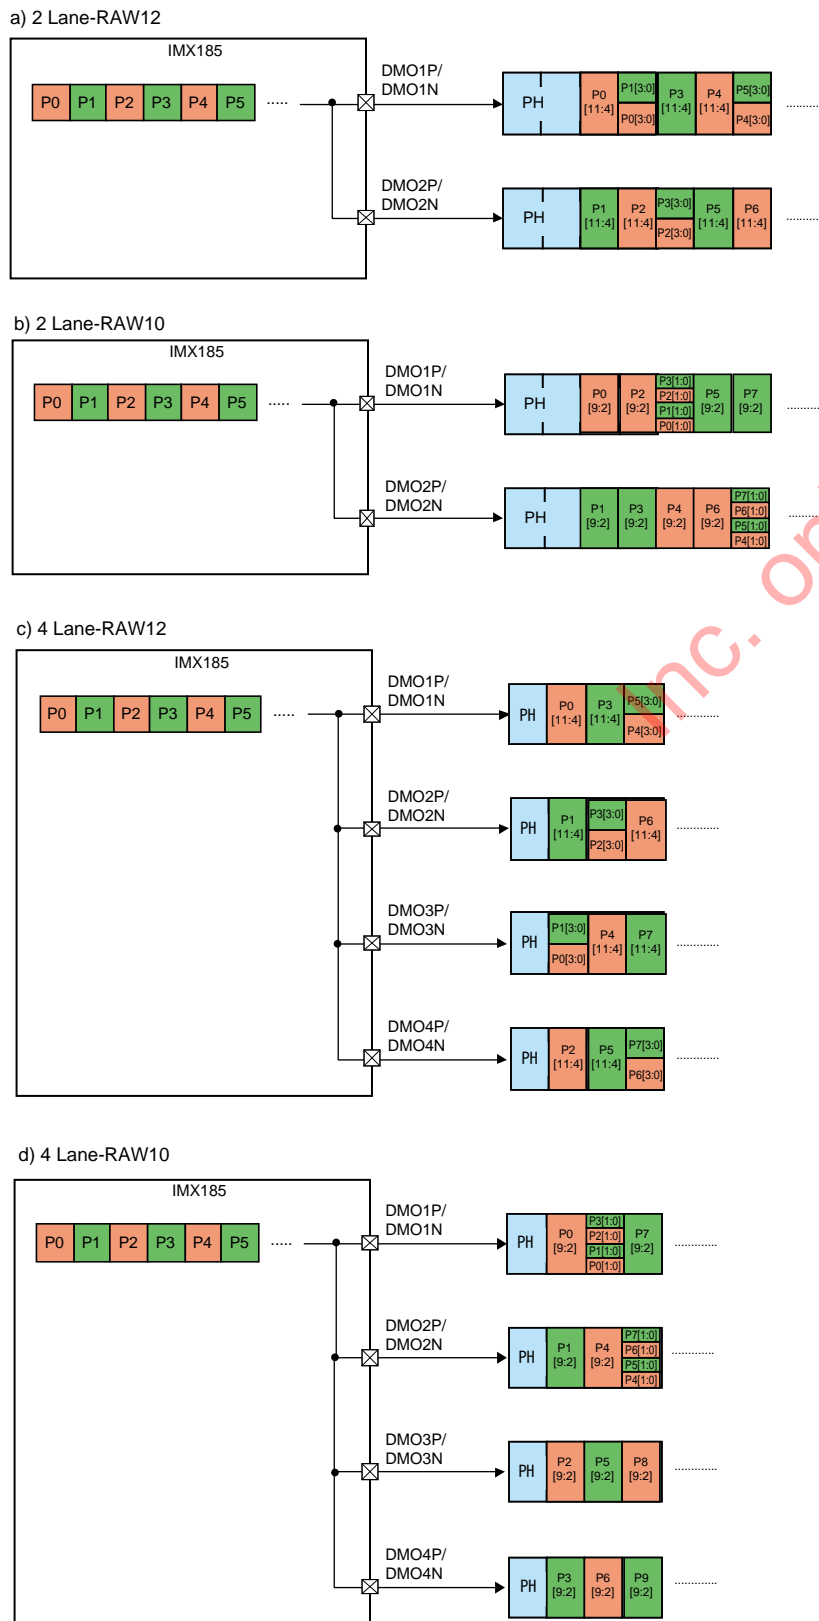 a) 2 Lane-RAW12
IMX185
P0 P1 P2 P3 P4 P5 .....
DMO1P/
DMO1N
PH
P0
[11:4]
P1[3:0]
P0[3:0]
P3
[11:4]
P4
[11:4]
P5[3:0]
P4[3:0]
..........
DMO2P/
DMO2N
PH
P1
[11:4]
P2
[11:4]
P3[3:0]
P2[3:0]
P5
[11:4]
P6
[11:4]
..........
b) 2 Lane-RAW10
IMX185
P0 P1 P2 P3 P4 P5 .....
DMO1P/
DMO1N
PH
P0
[9:2]
P2
[9:2]
P3[1:0]
P2[1:0]
P1[1:0]
P0[1:0]
P5
[9:2]
P7
[9:2]
..........
DMO2P/
DMO2N
PH
P1
[9:2]
P3
[9:2]
P4
[9:2]
P6
[9:2]
P7[1:0]
P6[1:0]
P5[1:0]
P4[1:0]
..........
c) 4 Lane-RAW12
IMX185
P0 P1 P2 P3 P4 P5 .....
DMO1P/
DMO1N
PH
P0
[11:4]
P3
[11:4]
P5[3:0]
P4[3:0]
.............
DMO2P/
DMO2N
PH
P1
[11:4]
P3[3:0]
P2[3:0]
P6
[11:4]
.............
DMO3P/
DMO3N
PH
P1[3:0]
P0[3:0]
P4
[11:4]
P7
[11:4]
.............
DMO4P/
DMO4N
PH
P2
[11:4]
P5
[11:4]
P7[3:0]
P6[3:0]
.............
d) 4 Lane-RAW10
IMX185
P0 P1 P2 P3 P4 P5 .....
DMO1P/
DMO1N
PH
P0
[9:2]
P3[1:0]
P2[1:0]
P1[1:0]
P0[1:0]
P7
[9:2]
.............
DMO2P/
DMO2N
PH
P1
[9:2]
P4
[9:2]
P7[1:0]
P6[1:0]
P5[1:0]
P4[1:0]
.............
DMO3P/
DMO3N
PH
P2
[9:2]
P5
[9:2]
P8
[9:2]
.............
DMO4P/
DMO4N
PH
P3
[9:2]
P6
[9:2]
P9
[9:2]
.............
Inc.